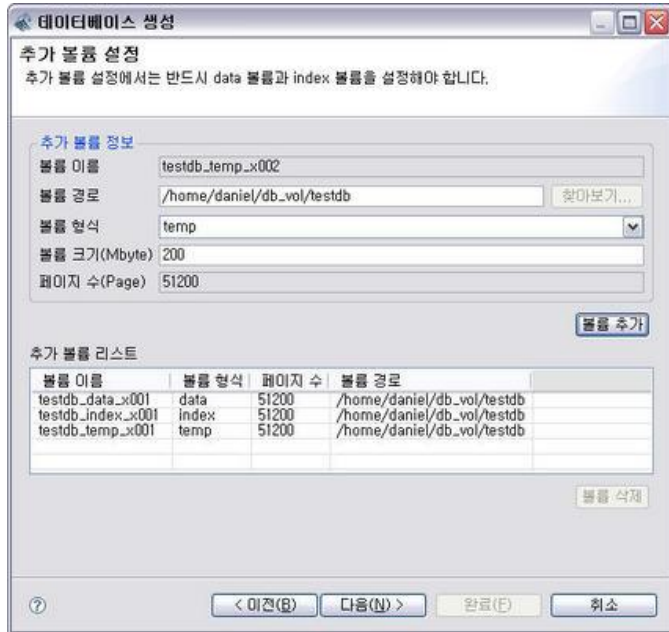 데이터베이스 생성
추가 볼륨 설정
추가 볼륨 설정에서는 반드시 data 볼륨과 index 볼륨을 설정해야 합니다.
추가 볼륨 정보
볼륨 이름 testdb_temp_x002
볼륨 경로 /home/daniel/db_vol/testdb 찾아보기...
볼륨 형식 temp
볼륨 크기(Mbyte) 200
페이지 수(Page) 51200
볼륨 추가
추가 볼륨 리스트
볼륨 이름 볼륨 형식 페이지 수 볼륨 경로
testdb_data_x001 data 51200 /home/daniel/db_vol/testdb
testdb_index_x001 index 51200 /home/daniel/db_vol/testdb
testdb_temp_x001 temp 51200 /home/daniel/db_vol/testdb
볼륨 삭제
? < 이전(B) 다음(N) > 완료(F) 취소